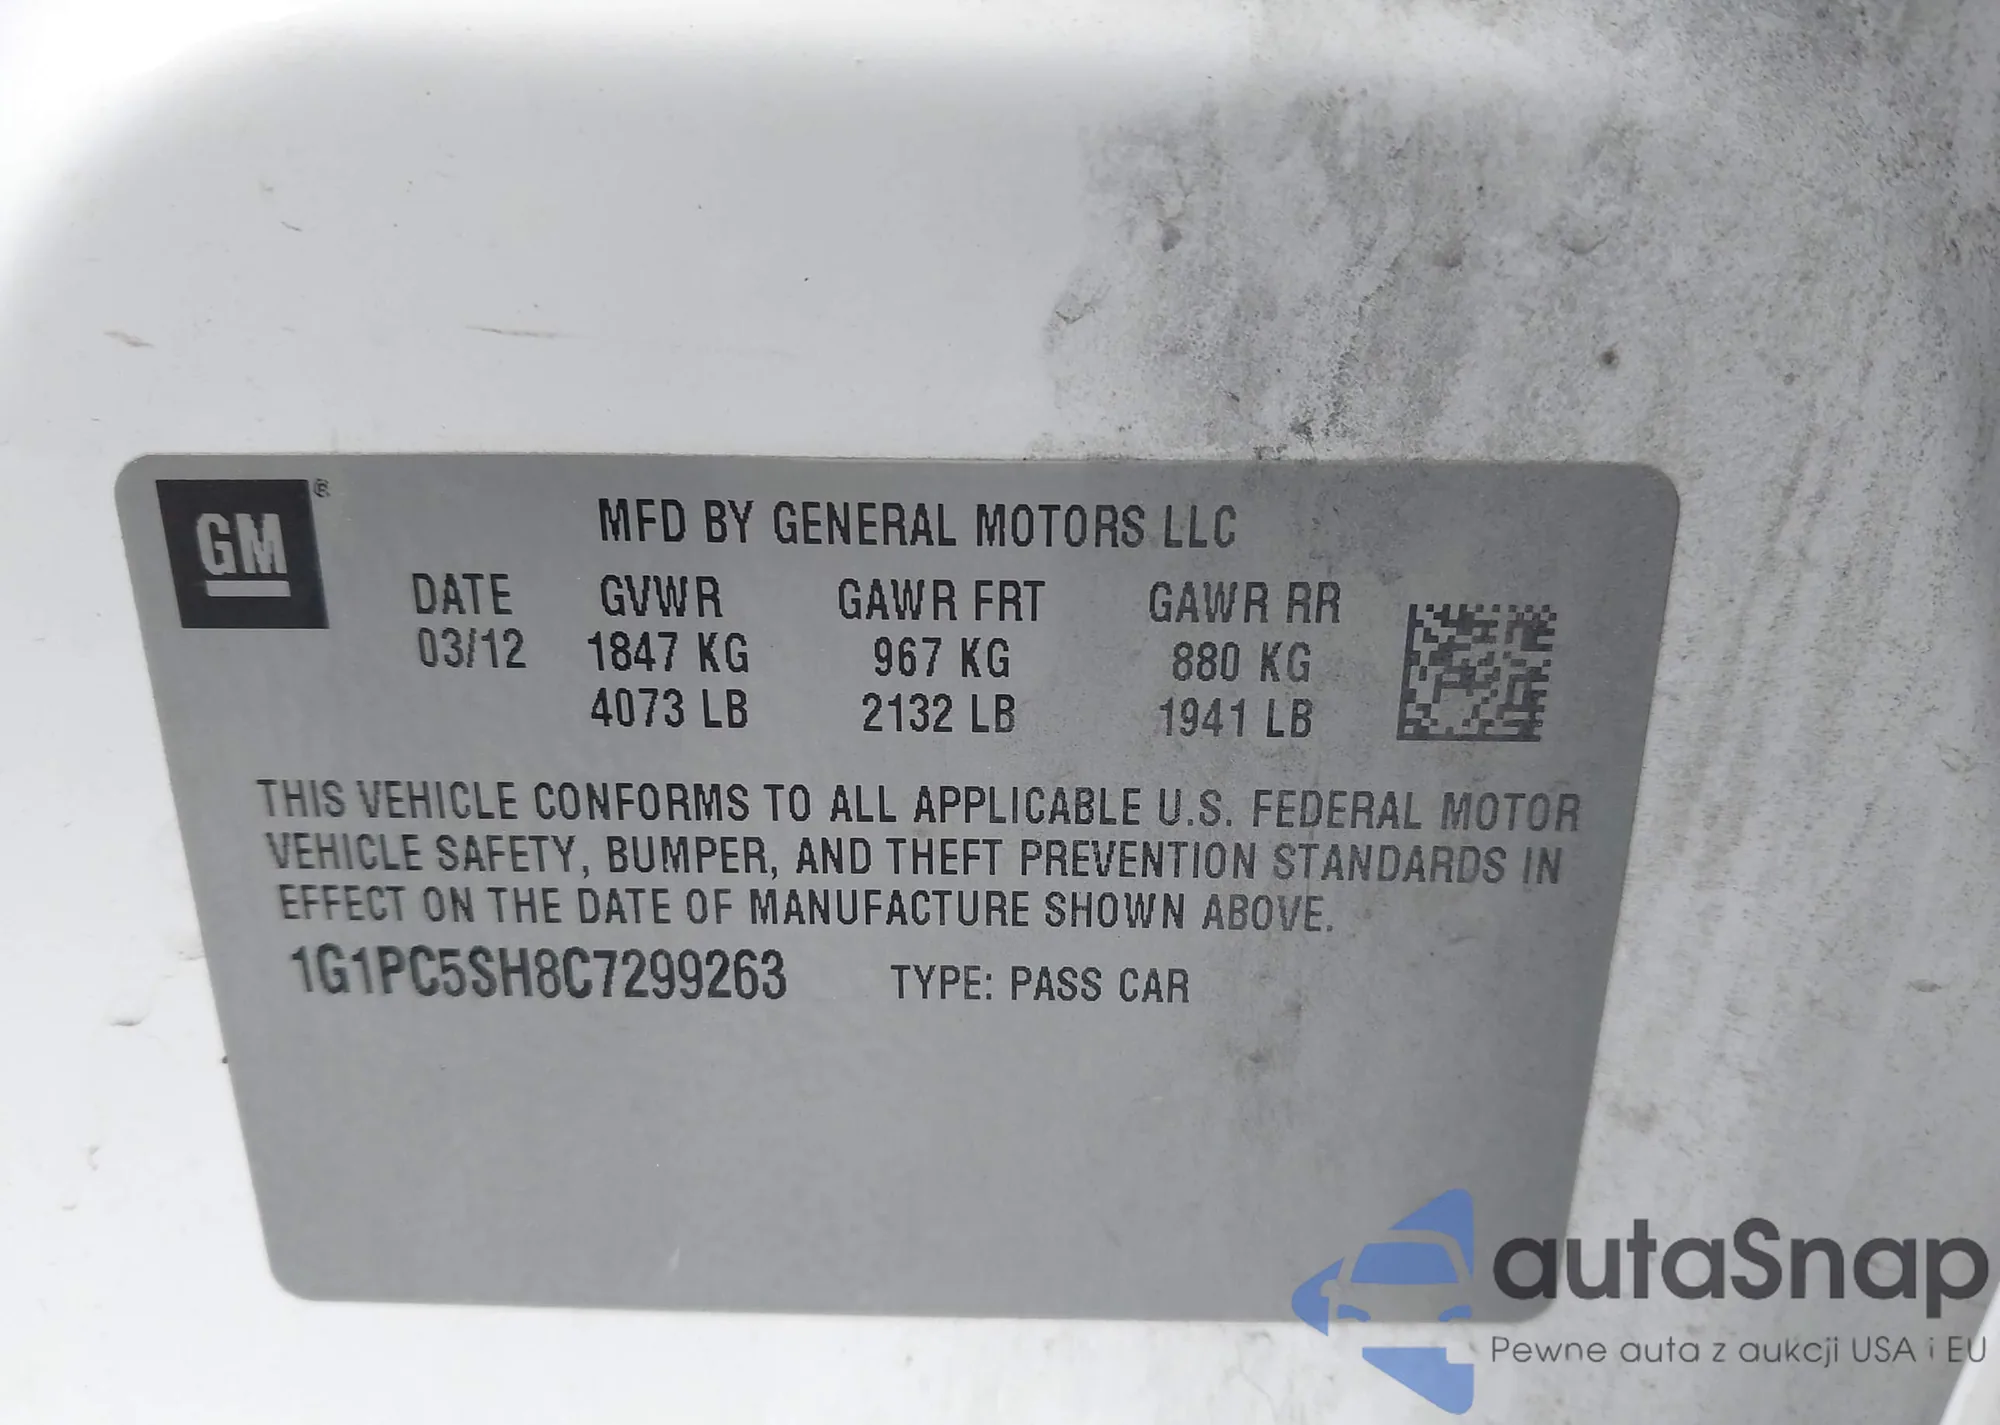 GM ®
MFD BY GENERAL MOTORS LLC
DATE GVWR GAWR FRT GAWR RR
03/12 1847 KG 967 KG 880 KG
4073 LB 2132 LB 1941 LB
THIS VEHICLE CONFORMS TO ALL APPLICABLE U.S. FEDERAL MOTOR
VEHICLE SAFETY, BUMPER, AND THEFT PREVENTION STANDARDS IN
EFFECT ON THE DATE OF MANUFACTURE SHOWN ABOVE.
1G1PC5SH8C7299263 TYPE: PASS CAR
autaSnap
Pewne auta z aukcji USA i EU